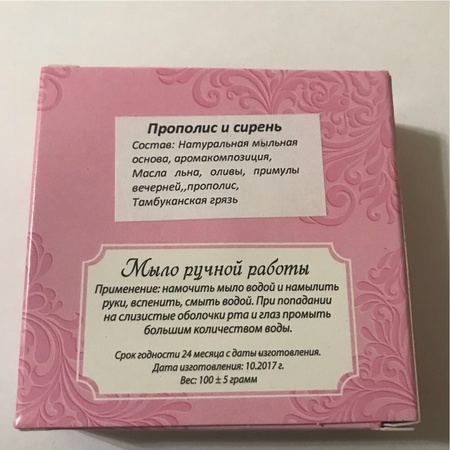 Прополис и сирень
Состав: Натуральная мыльная
основа, аромакомпозиция,
Масла льна, оливы, примулы
вечерней,,прополис,
Тамбуканская грязь
Мыло ручной работы
Применение: намочить мыло водой и намылить
руки, вспенить, смыть водой. При попадании
на слизистые оболочки рта и глаз промыть
большим количеством воды.
Срок годности 24 месяца с даты изготовления.
Дата изготовления: 10.2017 г.
Вес: 100 ± 5 грамм